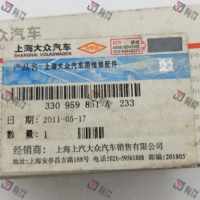 众汽车
上海大众汽车
SHANGHAI VOLKSWAGEN
产品名: 上海大众汽车用维修配件
330 959 851 A 233
日期: 2011-05-17
数量: 1
经销商: 上海上汽大众汽车销售有限公司
上海安亭昌吉路188号 电话:021-59561888 邮编:201805